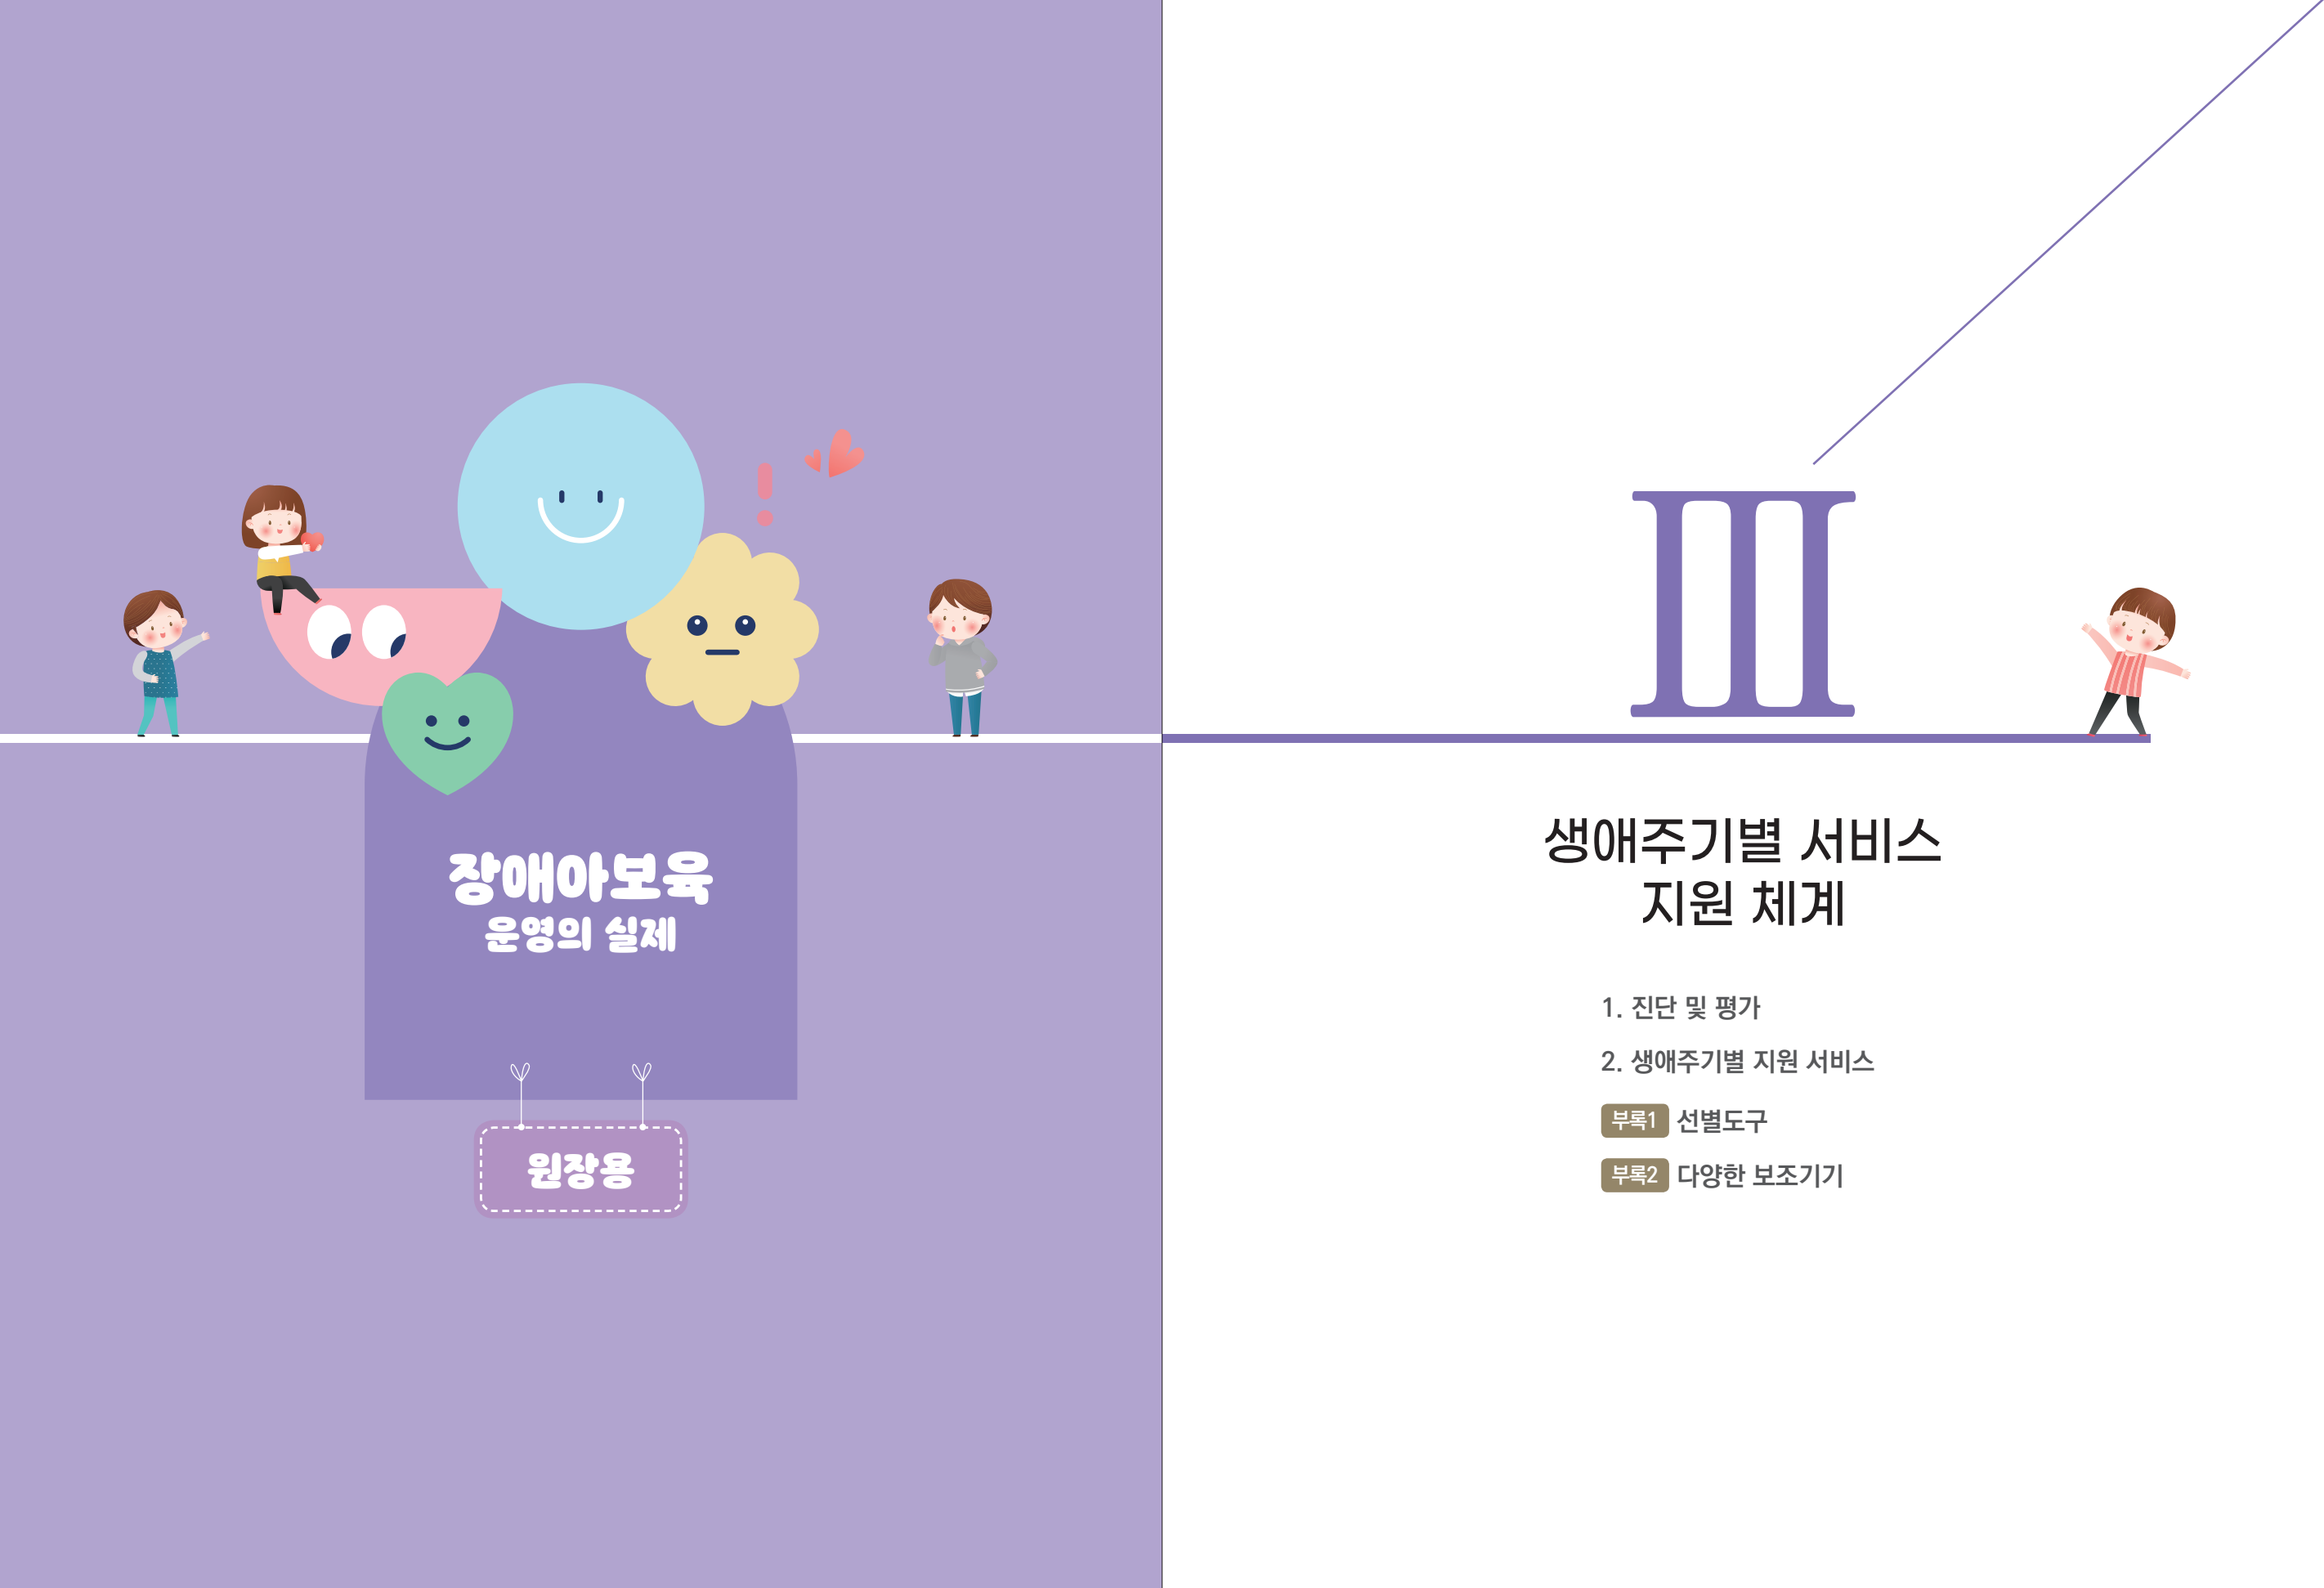 장애아보육
운영의 실제
원장용
III
생애주기별 서비스
지원 체계
1. 진단 및 평가
2. 생애주기별 지원 서비스
부록1 선별도구
부록2 다양한 보조기기